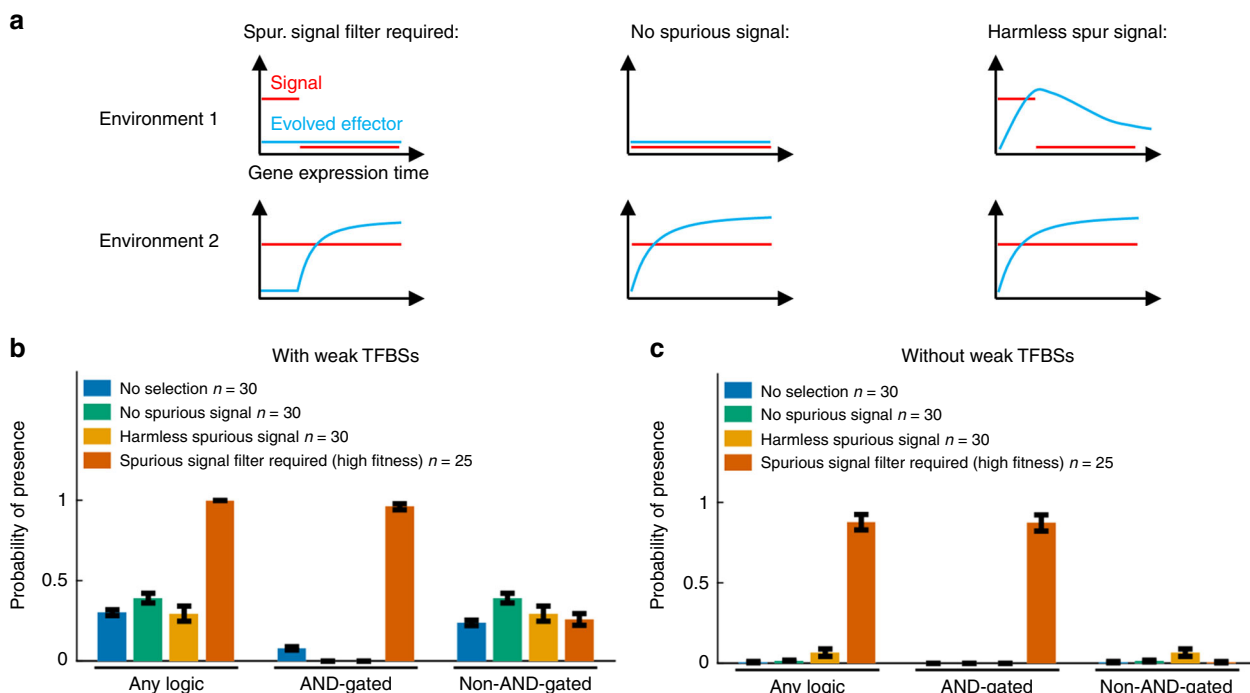 a
Spur. signal filter required:
No spurious signal:
Harmless spur signal:
Environment 1
Signal
Evolved effector
Gene expression time
Environment 2
b
With weak TFBSs
No selection n = 30
No spurious signal n = 30
Harmless spurious signal n = 30
Spurious signal filter required (high fitness) n = 25
Probability of presence
1
0.5
0
Any logic
AND-gated
Non-AND-gated
c
Without weak TFBSs
No selection n = 30
No spurious signal n = 30
Harmless spurious signal n = 30
Spurious signal filter required (high fitness) n = 25
Probability of presence
1
0.5
0
Any logic
AND-gated
Non-AND-gated